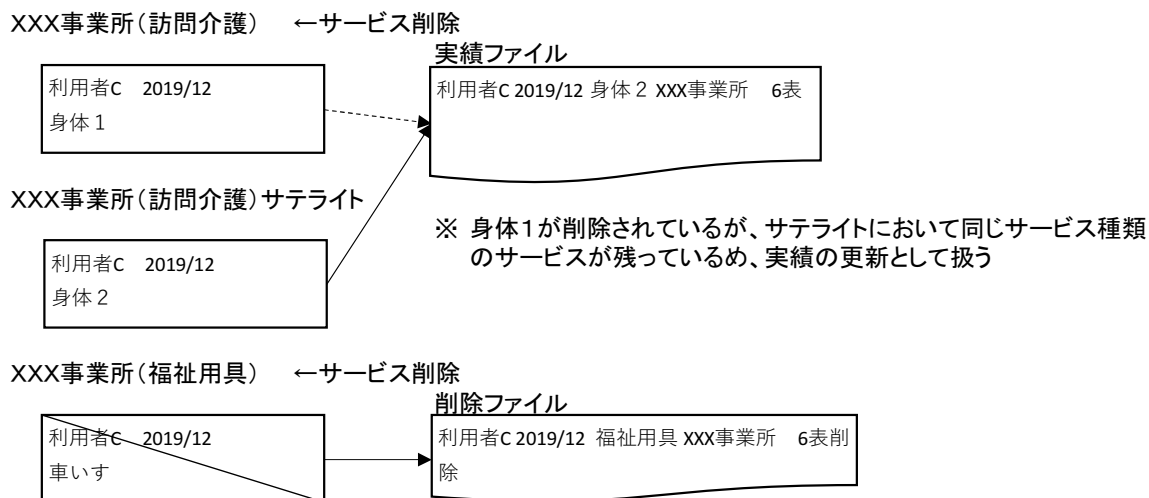 XXX事業所(訪問介護)　←サービス削除
実績ファイル
利用者C　2019/12
身体１
利用者C 2019/12 身体２ XXX事業所　6表
XXX事業所(訪問介護)サテライト
利用者C　2019/12
身体２
※ 身体１が削除されているが、サテライトにおいて同じサービス種類
のサービスが残っているめ、実績の更新として扱う
XXX事業所(福祉用具)　←サービス削除
削除ファイル
利用者C　2019/12
車いす
利用者C 2019/12 福祉用具 XXX事業所　6表削
除